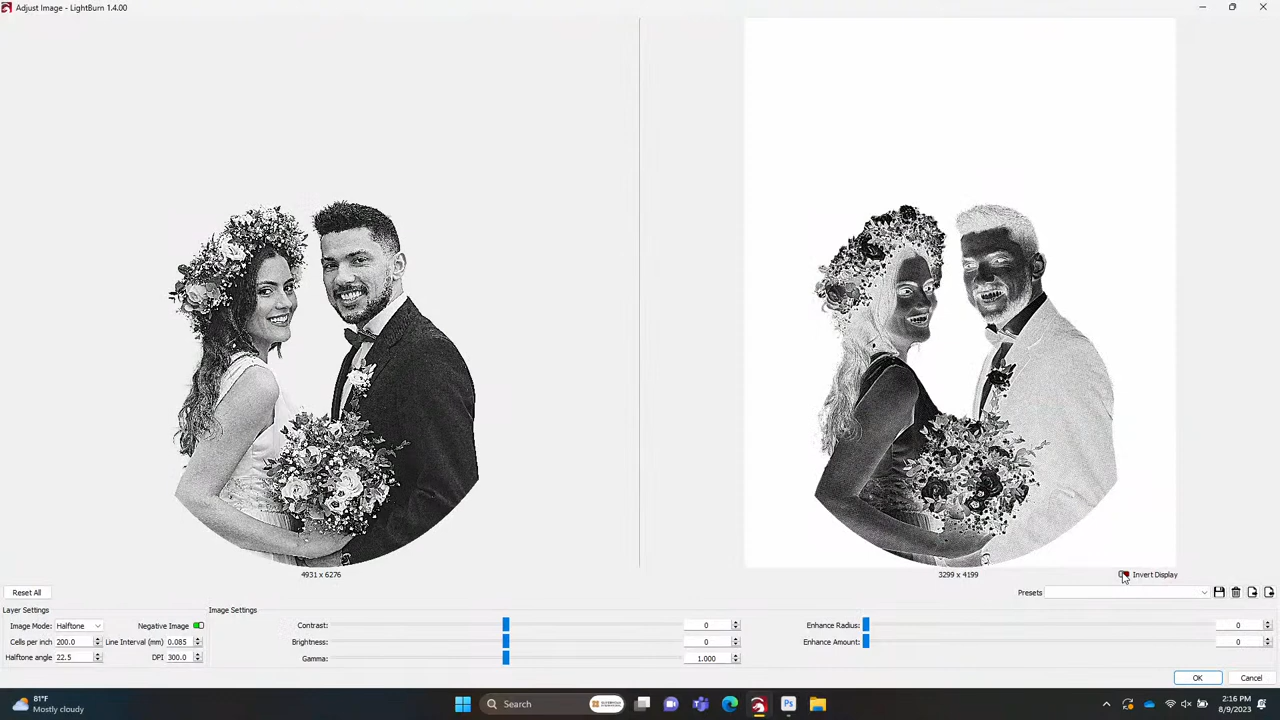 Adjust Image - LightBurn 1.4.00
4931 x 6276
3299 x 4199
Invert Display
Reset All
Presets
Layer Settings
Image Settings
Image Mode: Halftone
Negative Image
Contrast:
0
Enhance Radius:
0
Cells per inch 200.0
Line Interval (mm) 0.085
Brightness:
0
Enhance Amount:
0
Halftone angle 22.5
DPI 300.0
Gamma:
1.000
OK
Cancel
81°F
Mostly cloudy
Search
Ps
2:16 PM
8/9/2023